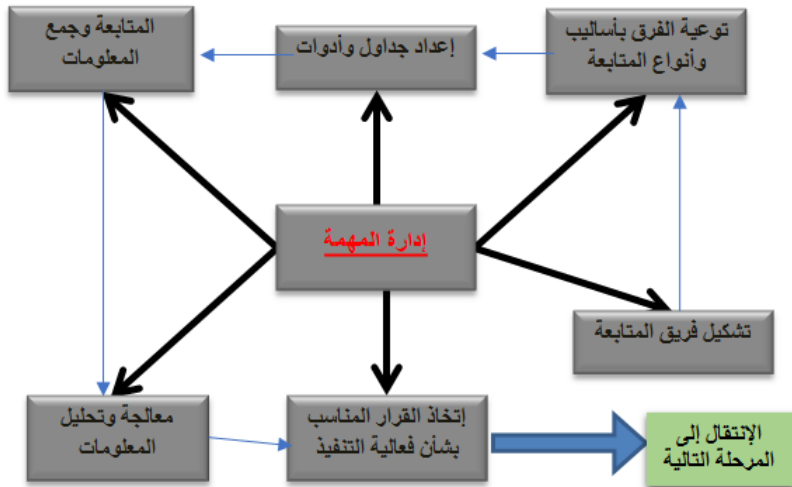 توعية الفرق بأساليب
وأنواع المتابعة
إعداد جداول وأدوات
المتابعة وجمع
المعلومات
إدارة المهمة
تشكيل فريق المتابعة
معالجة وتحليل
المعلومات
إتخاذ القرار المناسب
بشأن فعالية التنفيذ
الإنتقال إلى
المرحلة التالية